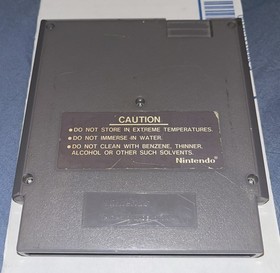 CAUTION
• DO NOT STORE IN EXTREME TEMPERATURES.
• DO NOT IMMERSE IN WATER.
• DO NOT CLEAN WITH BENZENE, THINNER,
ALCOHOL OR OTHER SUCH SOLVENTS.
Nintendo